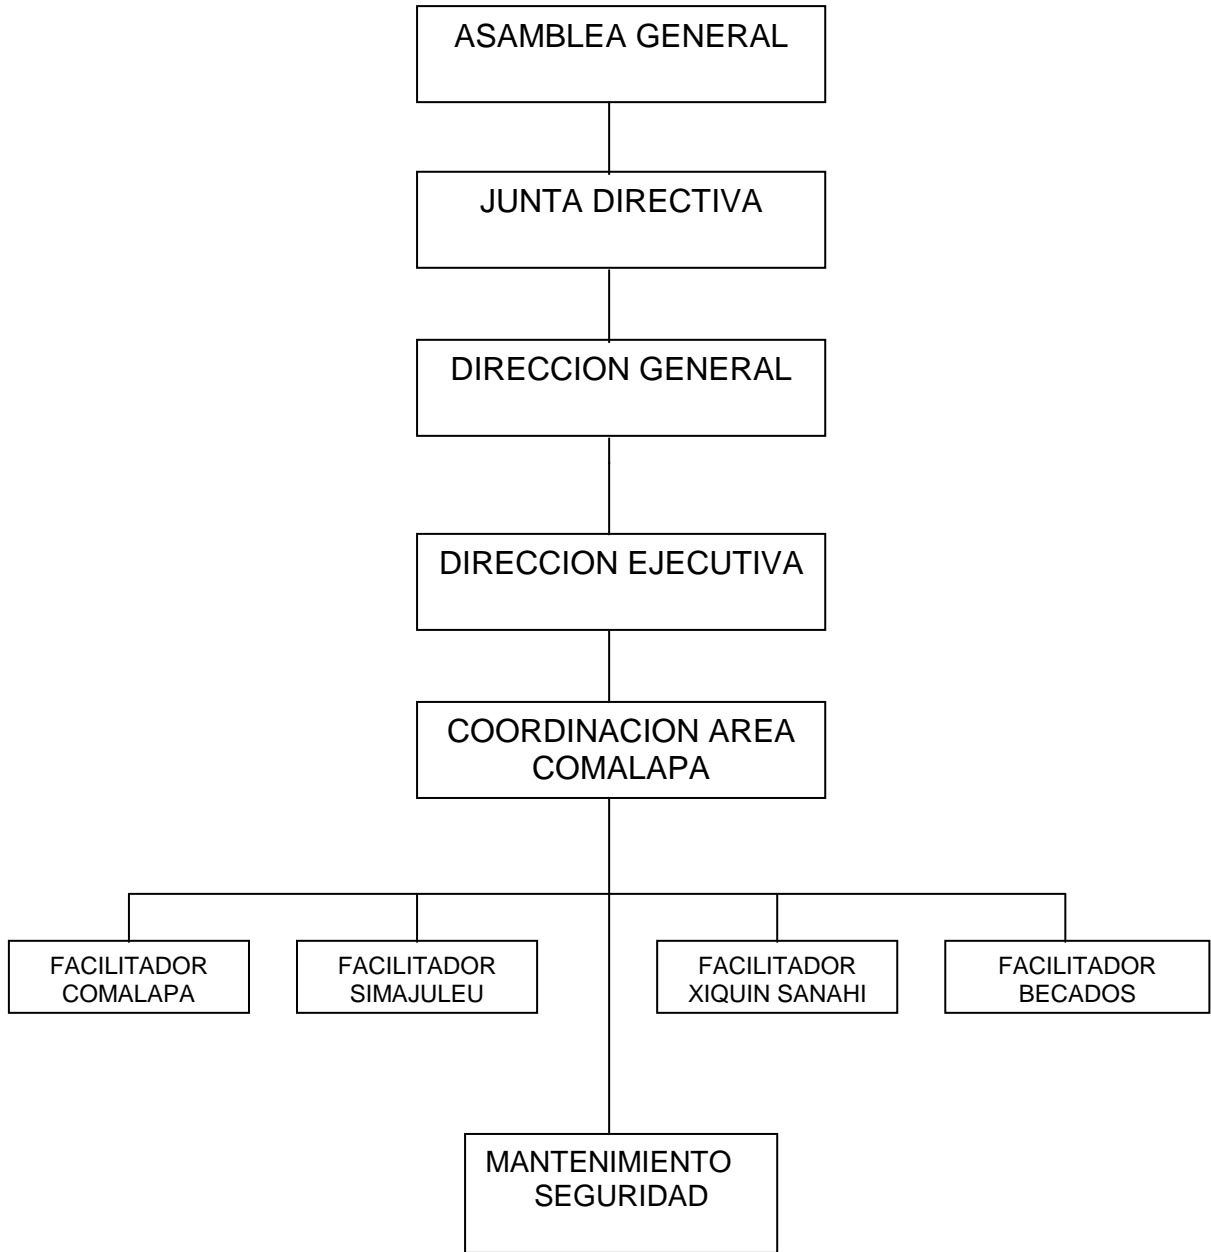 ASAMBLEA GENERAL
JUNTA DIRECTIVA
DIRECCION GENERAL
DIRECCION EJECUTIVA
COORDINACION AREA
COMALAPA
FACILITADOR
COMALAPA
FACILITADOR
SIMAJULEU
FACILITADOR
XIQUIN SANAHI
FACILITADOR
BECADOS
MANTENIMIENTO
SEGURIDAD